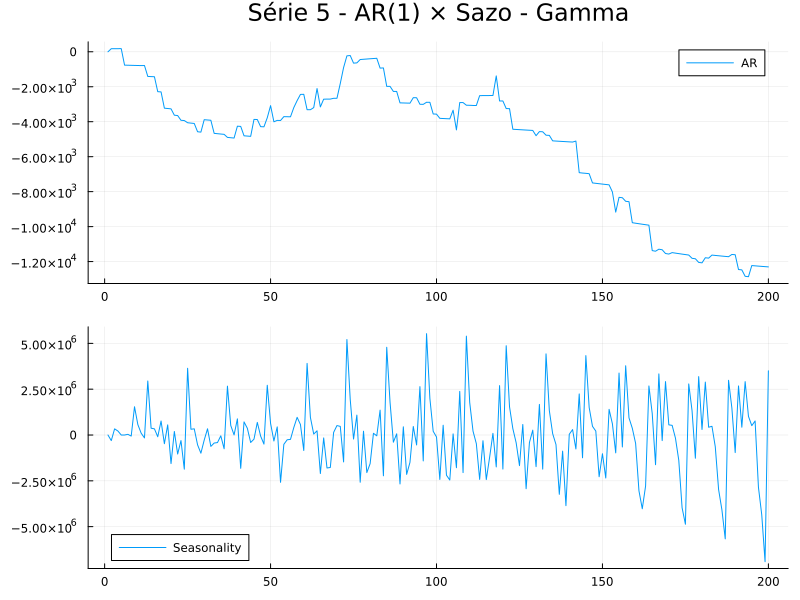 Série 5 - AR(1) × Sazo - Gamma
AR
0
−2.00×10³
−4.00×10³
−6.00×10³
−8.00×10³
−1.00×10⁴
−1.20×10⁴
0 50 100 150 200
5.00×10⁶
2.50×10⁶
0
−2.50×10⁶
−5.00×10⁶
Seasonality
0 50 100 150 200